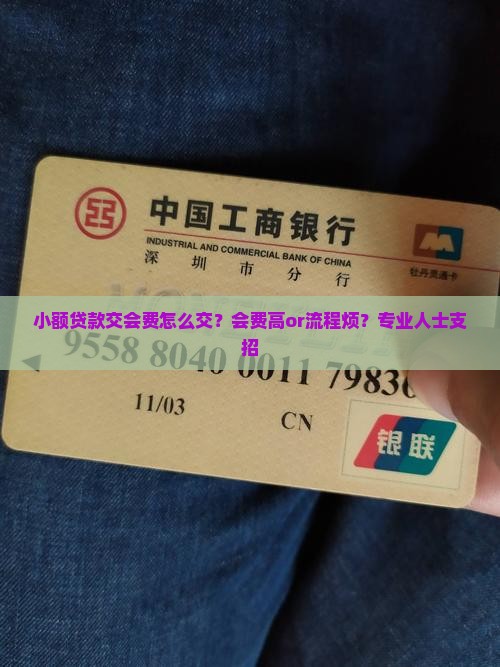 中国工商银行
INDUSTRIAL AND COMMERCIAL BANK OF CHINA
深圳市分行
牡丹灵通卡
小额贷款交会费怎么交？会费高or流程烦？专业人士支
招
9558 8040 0011 7983
11/03
CN
银联